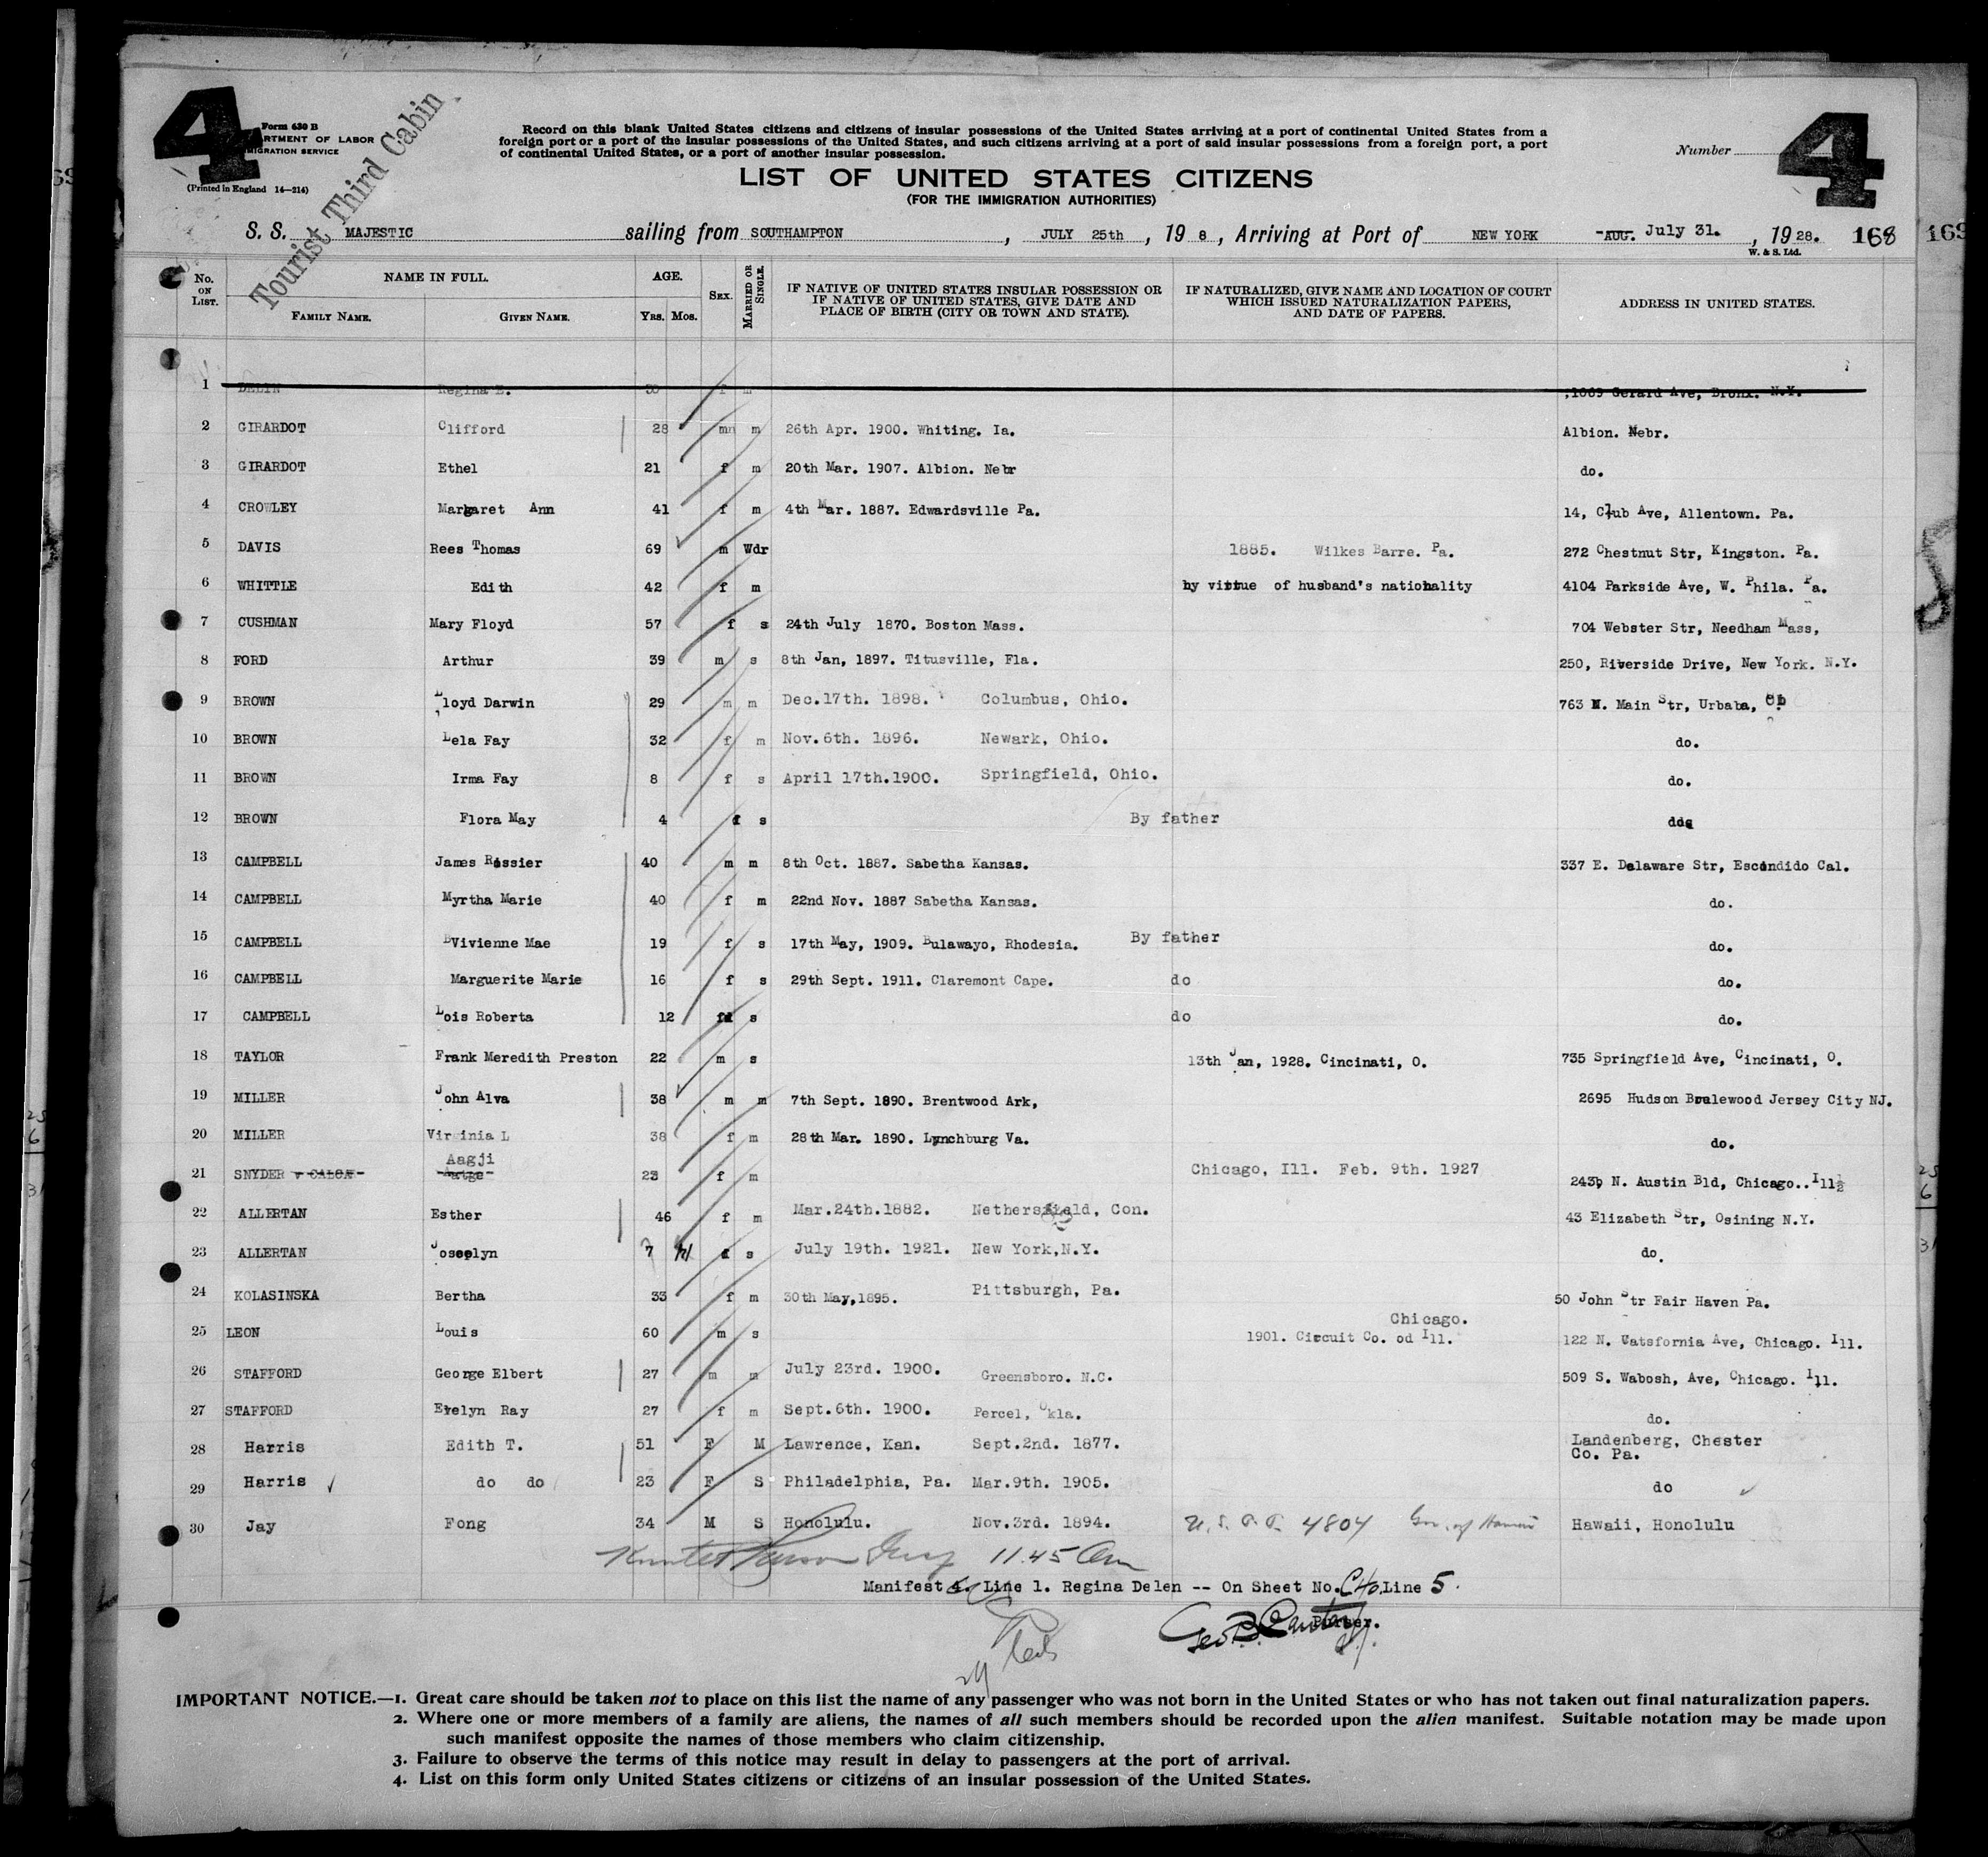 4
Form 630 B
ARTMENT OF LABOR
MIGRATION SERVICE
(Printed in England 14—214)
Tourist Third Cabin
Record on this blank United States citizens and citizens of insular possessions of the United States arriving at a port of continental United States from a
foreign port or a port of the insular possessions of the United States, and such citizens arriving at a port of said insular possessions from a foreign port, a port
of continental United States, or a port of another insular possession.
Number
4
LIST OF UNITED STATES CITIZENS
(FOR THE IMMIGRATION AUTHORITIES)
S. S. MAJESTIC sailing from SOUTHAMPTON, JULY 25th, 19 8, Arriving at Port of NEW YORK AUG. July 31., 1928. 168 169
W. & S. Ltd.
No. ON LIST. NAME IN FULL. FAMILY NAME. GIVEN NAME. AGE. YRS. MOS. SEX. MARRIED OR SINGLE. IF NATIVE OF UNITED STATES INSULAR POSSESSION OR IF NATIVE OF UNITED STATES, GIVE DATE AND PLACE OF BIRTH (CITY OR TOWN AND STATE). IF NATURALIZED, GIVE NAME AND LOCATION OF COURT WHICH ISSUED NATURALIZATION PAPERS, AND DATE OF PAPERS. ADDRESS IN UNITED STATES.
1 Regina E. f ,1069 Gerard Ave, Bronx. N.Y.
2 GIRARDOT Clifford 28 m m 26th Apr. 1900. Whiting. Ia. Albion. Nebr.
3 GIRARDOT Ethel 21 f m 20th Mar. 1907. Albion. Nebr do.
4 CROWLEY Margaret Ann 41 f m 4th Mar. 1887. Edwardsville Pa. 14, Club Ave, Allentown. Pa.
5 DAVIS Rees Thomas 69 m Wdr 1885. Wilkes Barre. Pa. 272 Chestnut Str, Kingston. Pa.
6 WHITTLE Edith 42 f m by virtue of husband's nationality 4104 Parkside Ave, W. Phila. Pa.
7 CUSHMAN Mary Floyd 57 f s 24th July 1870. Boston Mass. 704 Webster Str, Needham Mass,
8 FORD Arthur 39 m s 8th Jan, 1897. Titusville, Fla. 250, Riverside Drive, New York. N.Y.
9 BROWN Lloyd Darwin 29 m m Dec.17th. 1898. Columbus, Ohio. 763 N. Main Str, Urbaba,
10 BROWN Lela Fay 32 f m Nov.6th. 1896. Newark, Ohio. do.
11 BROWN Irma Fay 8 f s April 17th.1900. Springfield, Ohio. do.
12 BROWN Flora May 4 f s By father
13 CAMPBELL James Rossier 40 m m 8th Oct. 1887. Sabetha Kansas. 337 E. Delaware Str, Escondido Cal.
14 CAMPBELL Myrtha Marie 40 f m 22nd Nov. 1887 Sabetha Kansas. do.
15 CAMPBELL Vivienne Mae 19 f s 17th May, 1909. Bulawayo, Rhodesia. By father do.
16 CAMPBELL Marguerite Marie 16 f s 29th Sept. 1911. Claremont Cape. do do.
17 CAMPBELL Lois Roberta 12 f s do do.
18 TAYLOR Frank Meredith Preston 22 m s 13th Jan, 1928. Cincinati, O. 735 Springfield Ave, Cincinati, O.
19 MILLER John Alva 38 m m 7th Sept. 1890. Brentwood Ark, 2695 Hudson Jersey City NJ.
20 MILLER Virginia L 38 f m 28th Mar. 1890. Lynchburg Va. do.
21 SNYDER Aagji 23 f m Chicago, Ill. Feb. 9th. 1927 N. Austin Bld, Chicago..Ill
22 ALLERTAN Esther 46 f m Mar.24th.1882. Nethersfield, Con. 43 Elizabeth Str, Osining N.Y.
23 ALLERTAN Joseelyn 7 s July 19th. 1921. New York,N.Y. do.
24 KOLASINSKA Bertha 33 f m 30th May,1895. Pittsburgh, Pa. 50 John Str Fair Haven Pa.
25 LEON Louis 60 m s 1901. Circuit Co. od Ill. Chicago. 122 N. Watsfornia Ave, Chicago. Ill.
26 STAFFORD George Elbert 27 m m July 23rd. 1900. Greensboro. N.C. 509 S. Wabosh, Ave, Chicago. Ill.
27 STAFFORD Evelyn Ray 27 f m Sept.6th. 1900. Percel, Okla. do.
28 Harris Edith T. 51 F M Lawrence, Kan. Sept.2nd. 1877. Landenberg, Chester Co. Pa.
29 Harris do do 23 F S Philadelphia, Pa. Mar.9th. 1905. do
30 Jay Fong 34 M S Honolulu. Nov.3rd. 1894. 4804 Gov. of Hawaii Hawaii, Honolulu
11.45 Am
Manifest 4. Line 1. Regina Delen -- On Sheet No. Line 5.
Purser.
IMPORTANT NOTICE.—1. Great care should be taken not to place on this list the name of any passenger who was not born in the United States or who has not taken out final naturalization papers.
2. Where one or more members of a family are aliens, the names of all such members should be recorded upon the alien manifest. Suitable notation may be made upon
such manifest opposite the names of those members who claim citizenship.
3. Failure to observe the terms of this notice may result in delay to passengers at the port of arrival.
4. List on this form only United States citizens or citizens of an insular possession of the United States.